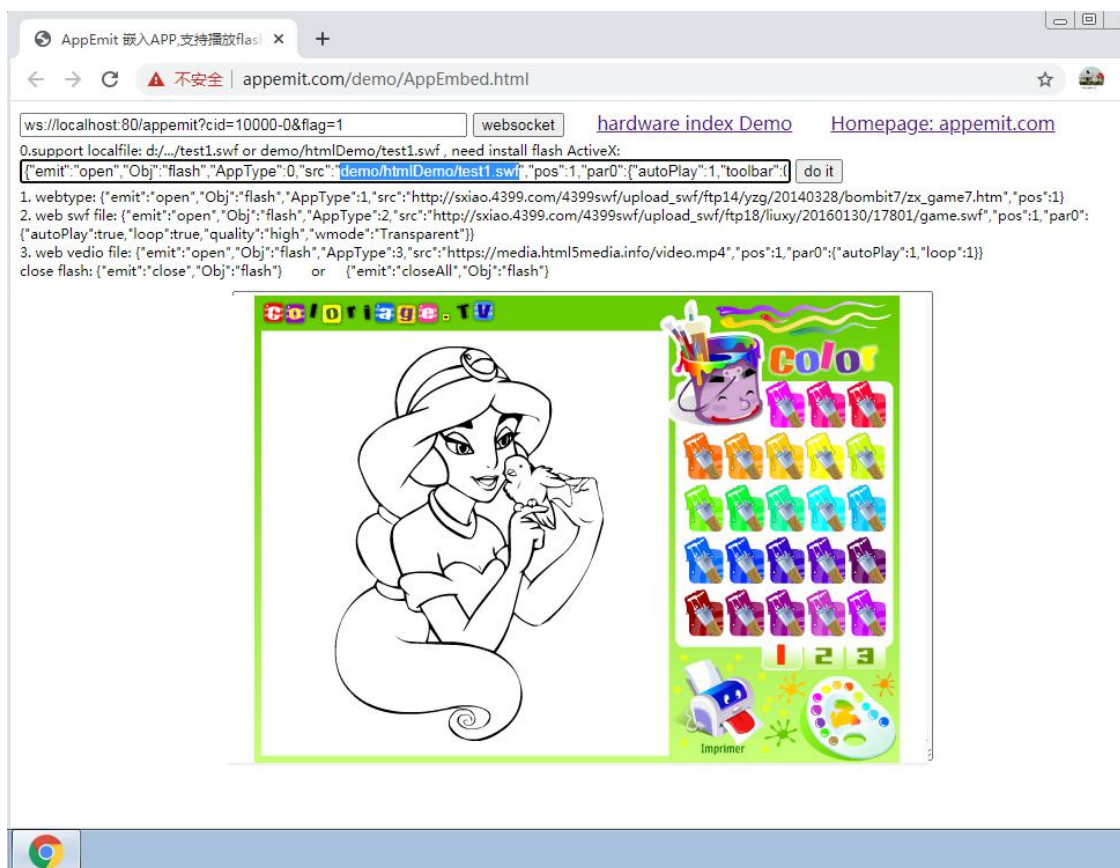 AppEmit 嵌入APP,支持播放flas
不安全 | appemit.com/demo/AppEmbed.html
ws://localhost:80/appemit?cid=10000-0&flag=1 websocket hardware index Demo Homepage: appemit.com
0.support localfile: d:/.../test1.swf or demo/htmlDemo/test1.swf , need install flash ActiveX:
{"emit":"open","Obj":"flash","AppType":0,"src":"demo/htmlDemo/test1.swf","pos":1,"par0":{"autoPlay":1,"toolbar":{ do it
1. webtype: {"emit":"open","Obj":"flash","AppType":1,"src":"http://sxiao.4399.com/4399swf/upload_swf/ftp14/yzg/20140328/bombit7/zx_game7.htm","pos":1}
2. web swf file: {"emit":"open","Obj":"flash","AppType":2,"src":"http://sxiao.4399.com/4399swf/upload_swf/ftp18/liuxy/20160130/17801/game.swf","pos":1,"par0":
{"autoPlay":true,"loop":true,"quality":"high","wmode":"Transparent"}}
3. web vedio file: {"emit":"open","Obj":"flash","AppType":3,"src":"https://media.html5media.info/video.mp4","pos":1,"par0":{"autoPlay":1,"loop":1}}
close flash: {"emit":"close","Obj":"flash"} or {"emit":"closeAll","Obj":"flash"}
Coloriage.TV
Color
1 2 3
Imprimer